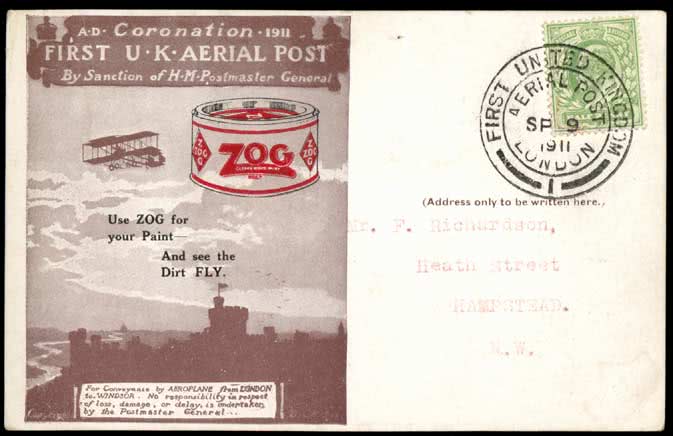 A·D· Coronation · 1911
FIRST U·K·AERIAL POST
By Sanction of H·M·Postmaster General
ZOG
ZOG
ZOG
Use ZOG for
your Paint—
And see the
Dirt FLY.
For Conveyance by AEROPLANE from LONDON
to WINDSOR. No responsibility in respect
of loss, damage, or delay, is undertaken
by the Postmaster General...
FIRST UNITED KINGDOM
AERIAL POST
SP 9
1911
LONDON
1
(Address only to be written here.)
Mr. F. Richardson,
Heath Street
HAMPSTEAD.
N.W.